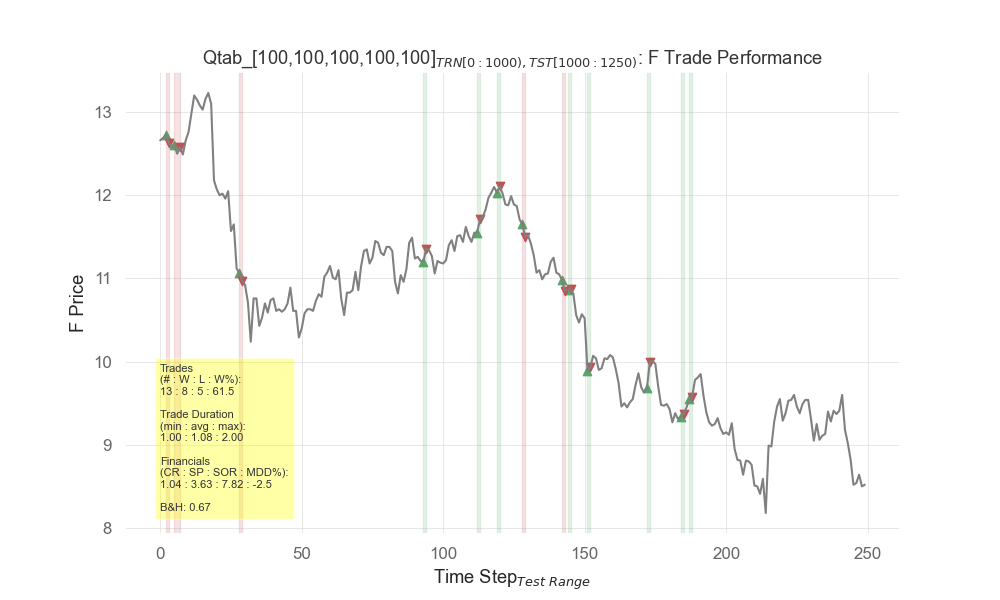 Qtab_[100,100,100,100,100]TRN[0 : 1000), TST[1000 : 1250): F Trade Performance
F Price
13
12
11
10
9
8
Trades
(# : W : L : W%):
13 : 8 : 5 : 61.5
Trade Duration
(min : avg : max):
1.00 : 1.08 : 2.00
Financials
(CR : SP : SOR : MDD%):
1.04 : 3.63 : 7.82 : -2.5
B&H: 0.67
0 50 100 150 200 250
Time StepTest Range